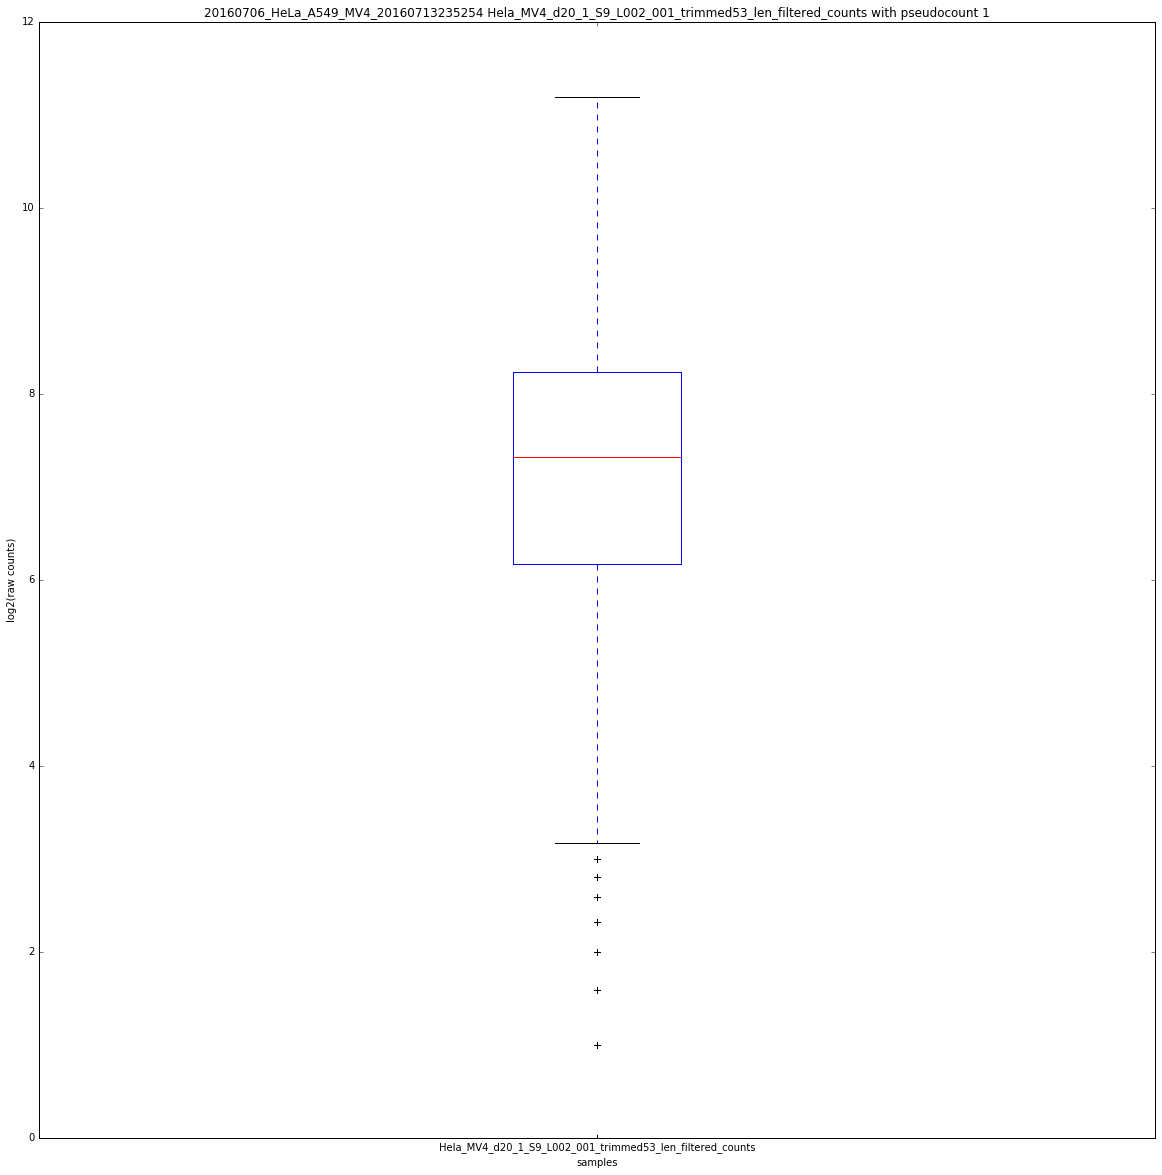 20160706_HeLa_A549_MV4_20160713235254 Hela_MV4_d20_1_S9_L002_001_trimmed53_len_filtered_counts with pseudocount 1
12
10
8
6
4
2
0
log2(raw counts)
Hela_MV4_d20_1_S9_L002_001_trimmed53_len_filtered_counts
samples